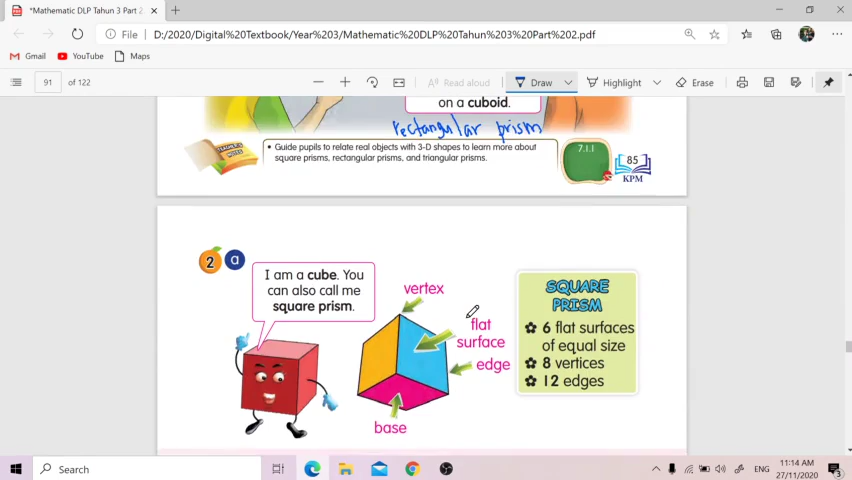 *Mathematic DLP Tahun 3 Part 2.
File
D:/2020/Digital%20Textbook/Year%203/Mathematic%20DLP%20Tahun%203%20Part%202.pdf
Gmail
YouTube
Maps
91 of 122
Read aloud
Draw
Highlight
Erase
on a cuboid.
rectangular prism
TEACHER'S NOTES
• Guide pupils to relate real objects with 3-D shapes to learn more about
square prisms, rectangular prisms, and triangular prisms.
7.1.1
85
KPM
2 a
I am a cube. You
can also call me
square prism.
vertex
flat
surface
edge
base
SQUARE
PRISM
6 flat surfaces
of equal size
8 vertices
12 edges
Search
ENG
11:14 AM
27/11/2020
3